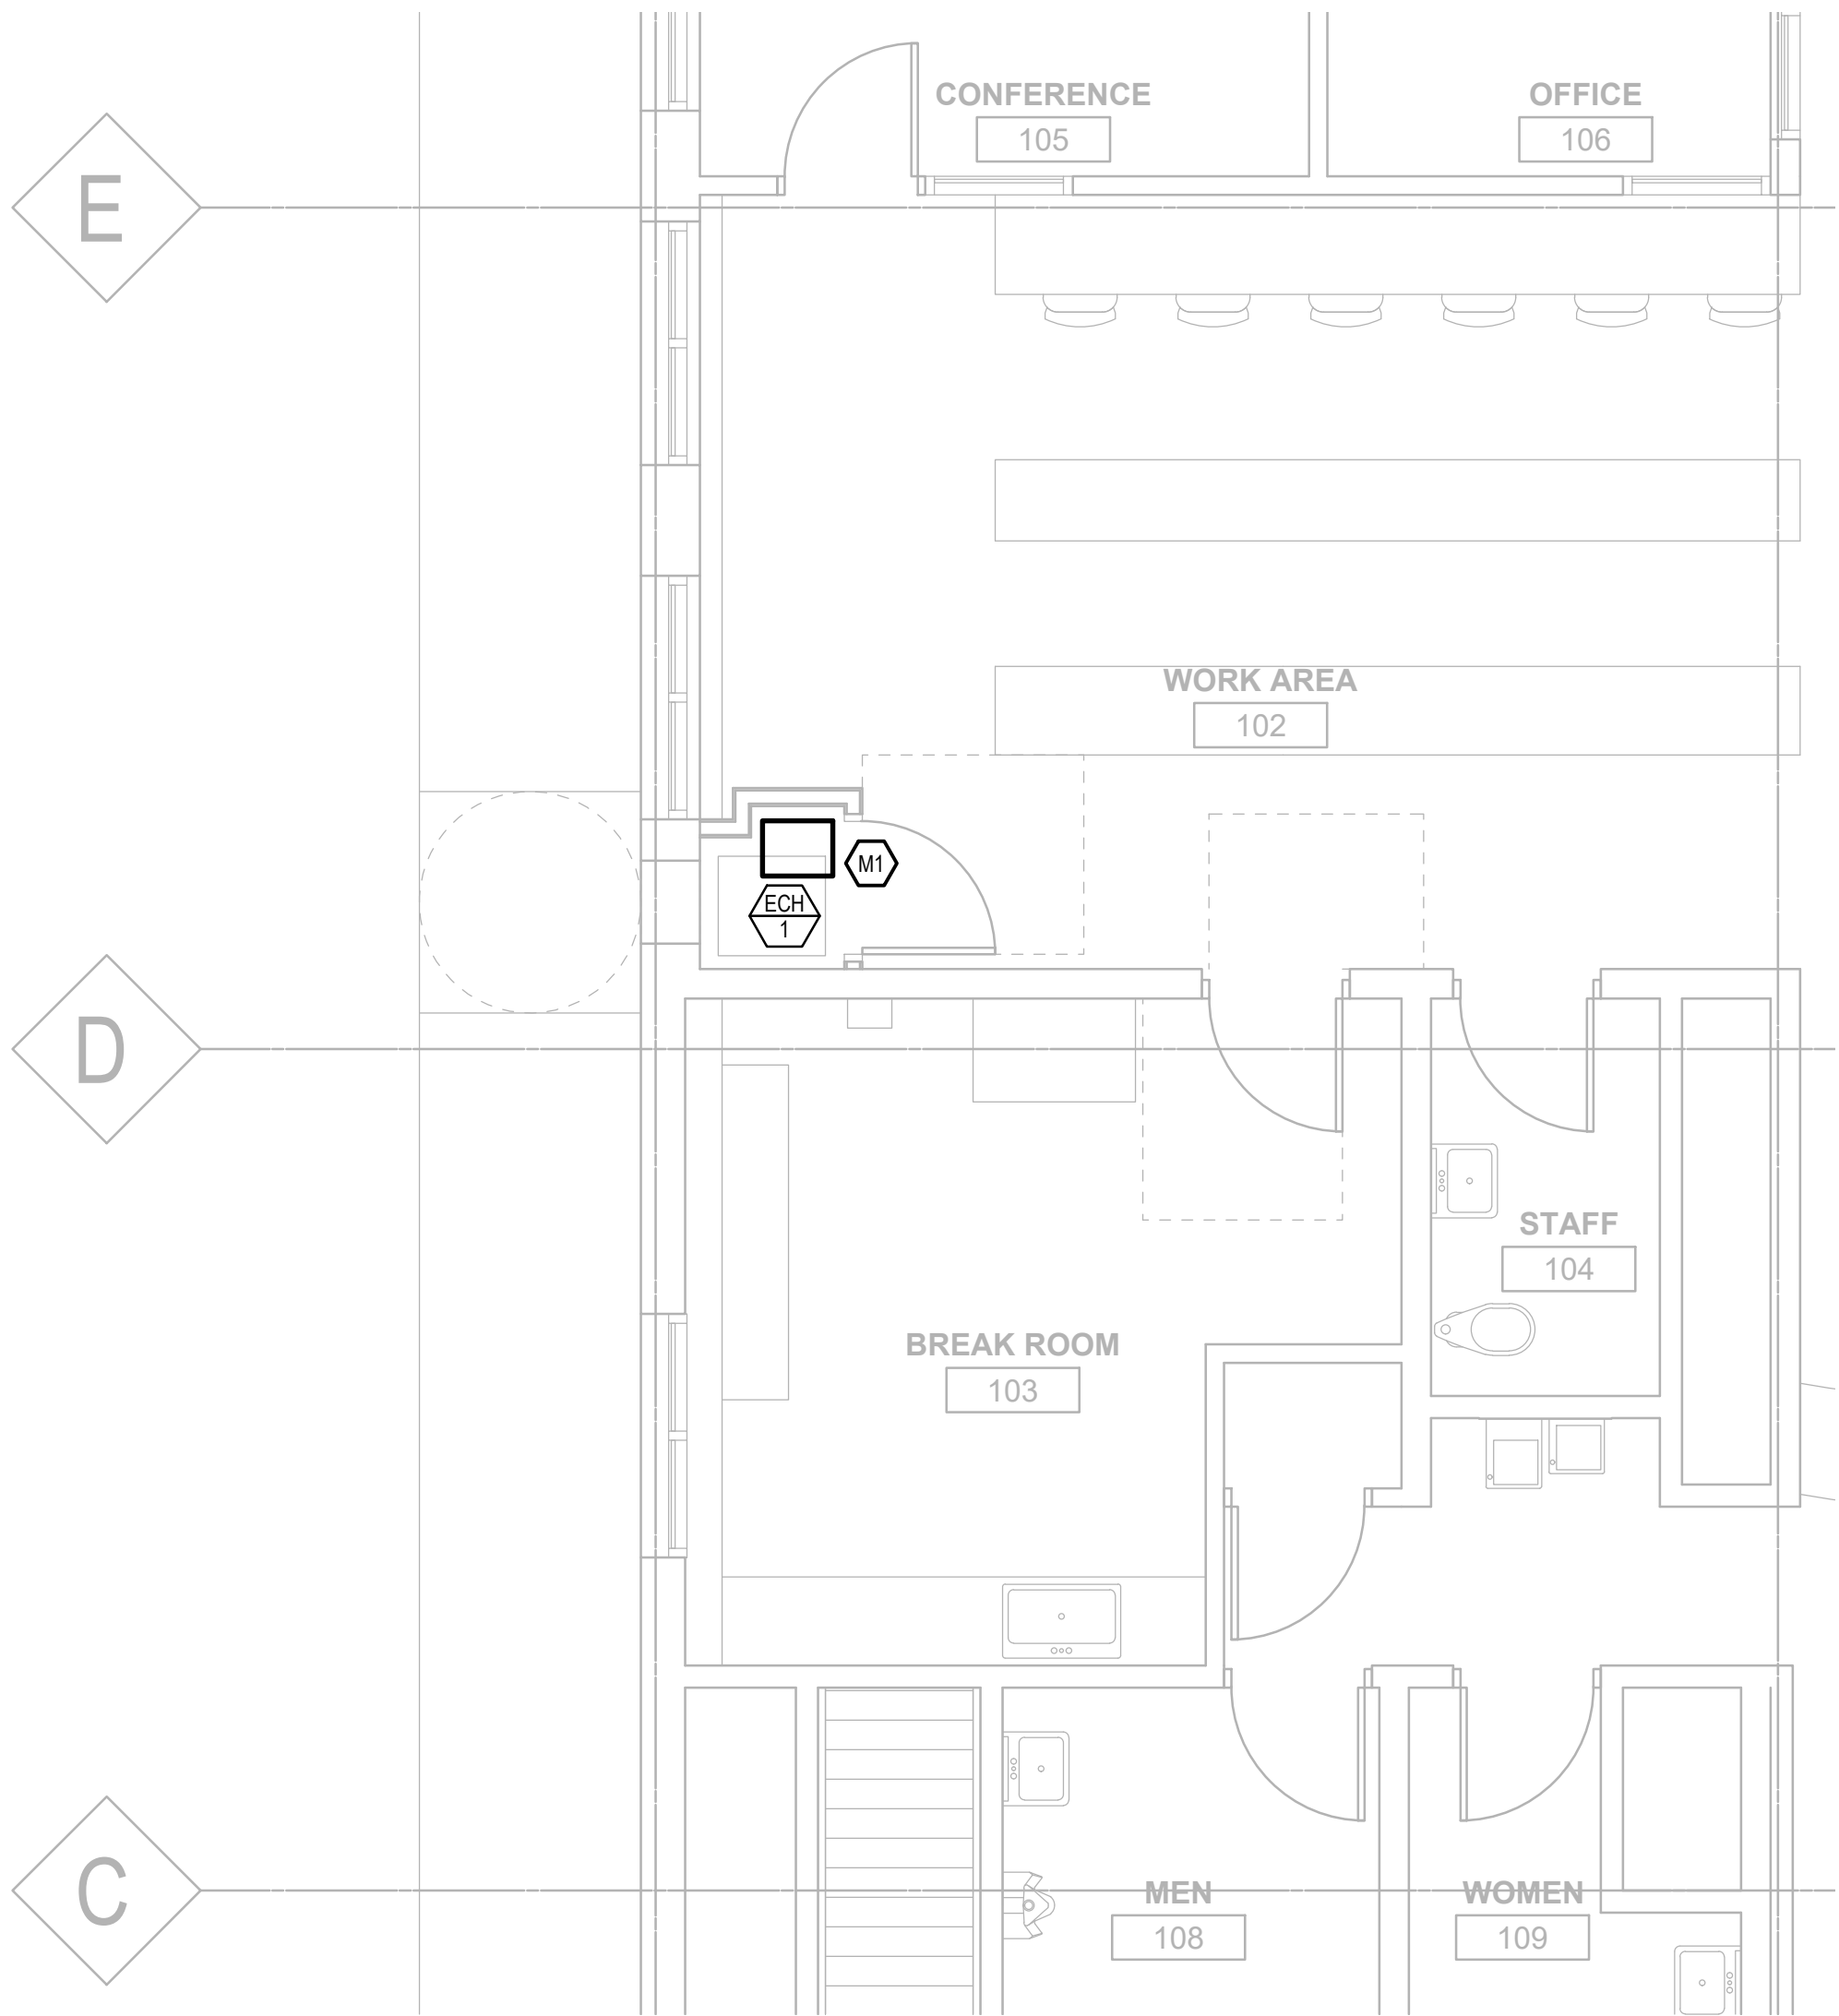 CONFERENCE
105
OFFICE
106
E
WORK AREA
102
M1
ECH
1
D
STAFF
104
BREAK ROOM
103
C
MEN
108
WOMEN
109